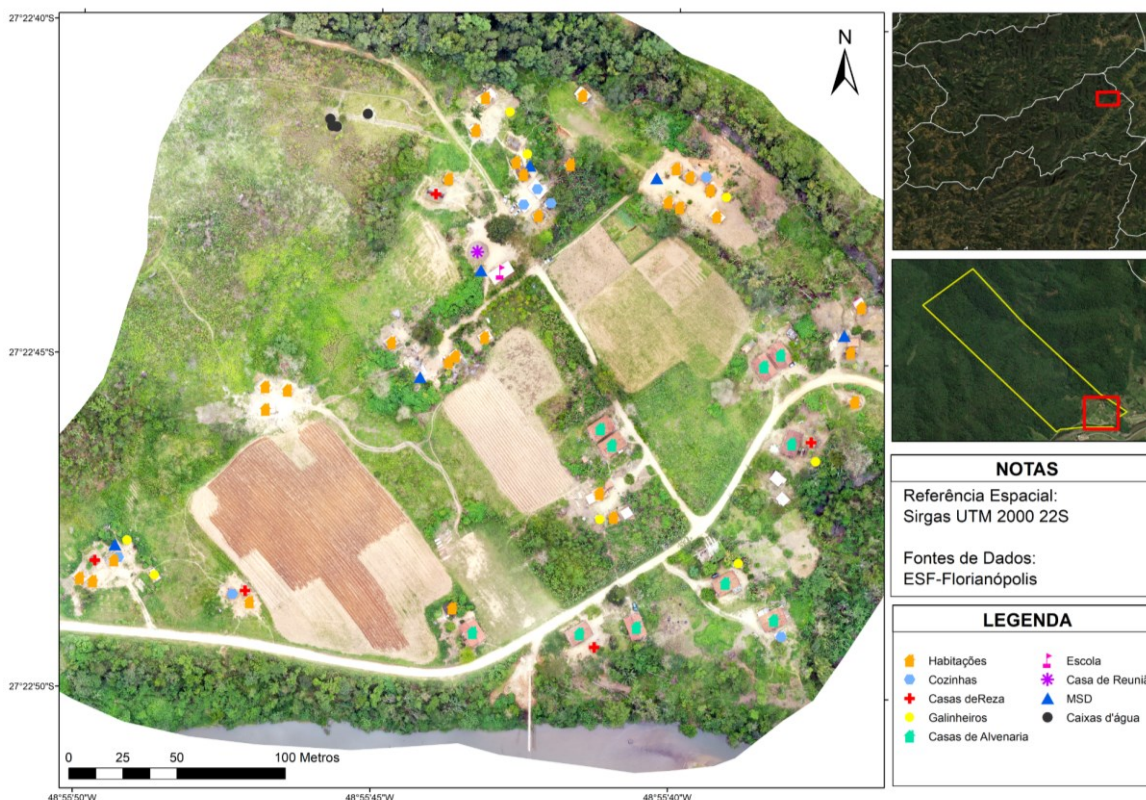 27°22'40"S
27°22'45"S
27°22'50"S
N
0 25 50 100 Metros
48°55'50"W 48°55'45"W 48°55'40"W
NOTAS
Referência Espacial:
Sirgas UTM 2000 22S
Fontes de Dados:
ESF-Florianópolis
LEGENDA
Habitações
Cozinhas
Casas deReza
Galinheiros
Casas de Alvenaria
Escola
Casa de Reuniã
MSD
Caixas d'água